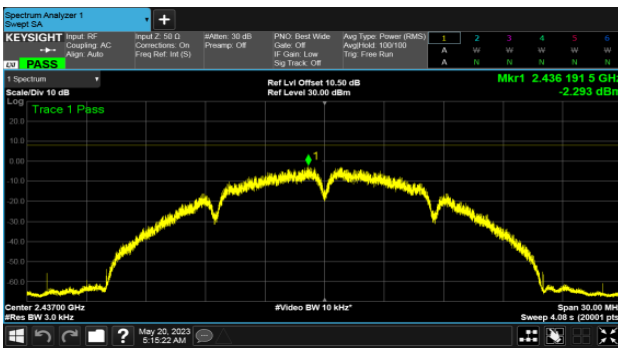 Spectrum Analyzer 1
Swept SA
+
KEYSIGHT Input: RF Input Z: 50 Ω #Atten: 30 dB PNO: Best Wide Avg Type: Power (RMS) 1 2 3 4 5 6
Coupling: AC Corrections: On Preamp: Off Gate: Off Avg|Hold: 100/100 A W W W W W
Align: Auto Freq Ref: Int (S) IF Gain: Low Trig: Free Run
LXI PASS Sig Track: Off A N N N N N
1 Spectrum Ref Lvl Offset 10.50 dB Mkr1 2.436 191 5 GHz
Scale/Div 10 dB Ref Level 30.00 dBm -2.293 dBm
Log
Trace 1 Pass
20.0
10.0
1
0.00
-10.0
-20.0
-30.0
-40.0
-50.0
-60.0
Center 2.43700 GHz #Video BW 10 kHz* Span 30.00 MHz
#Res BW 3.0 kHz Sweep 4.08 s (20001 pts)
? May 20, 2023
5:15:22 AM